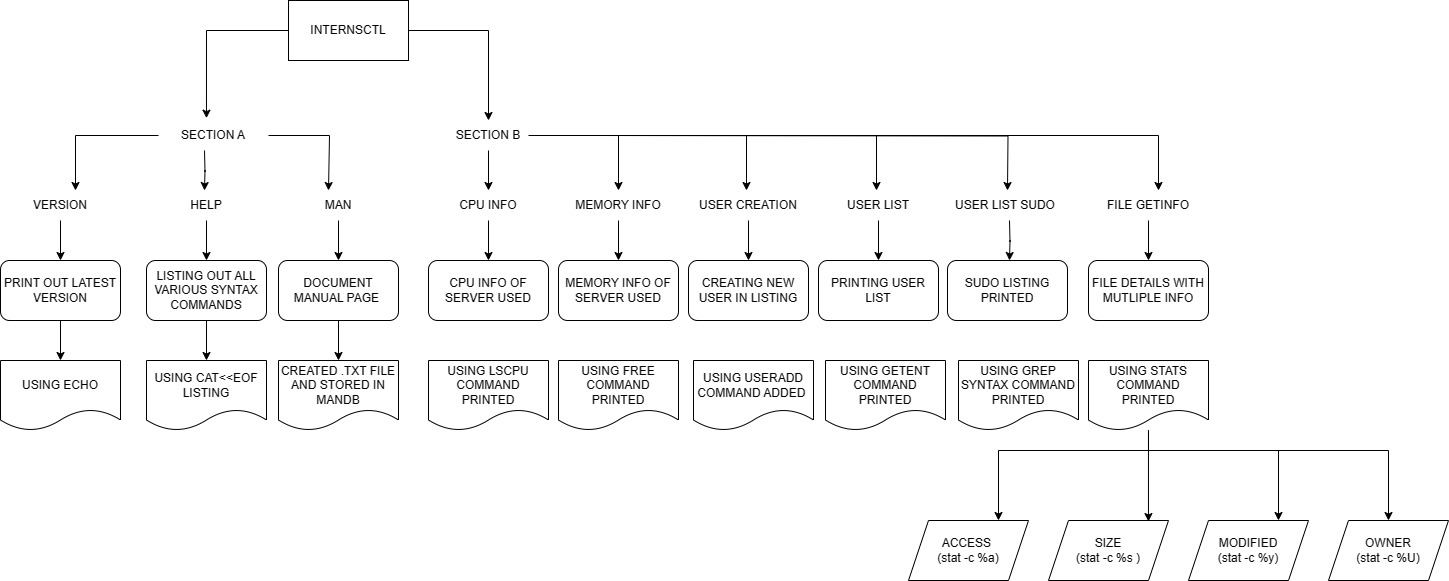 INTERNSCTL
SECTION A
SECTION B
VERSION
HELP
MAN
CPU INFO
MEMORY INFO
USER CREATION
USER LIST
USER LIST SUDO
FILE GETINFO
PRINT OUT LATEST
VERSION
LISTING OUT ALL
VARIOUS SYNTAX
COMMANDS
DOCUMENT
MANUAL PAGE
CPU INFO OF
SERVER USED
MEMORY INFO OF
SERVER USED
CREATING NEW
USER IN LISTING
PRINTING USER
LIST
SUDO LISTING
PRINTED
FILE DETAILS WITH
MUTLIPLE INFO
USING ECHO
USING CAT<<EOF
LISTING
CREATED .TXT FILE
AND STORED IN
MANDB
USING LSCPU
COMMAND
PRINTED
USING FREE
COMMAND
PRINTED
USING USERADD
COMMAND ADDED
USING GETENT
COMMAND
PRINTED
USING GREP
SYNTAX COMMAND
PRINTED
USING STATS
COMMAND
PRINTED
ACCESS
(stat -c %a)
SIZE
(stat -c %s )
MODIFIED
(stat -c %y)
OWNER
(stat -c %U)